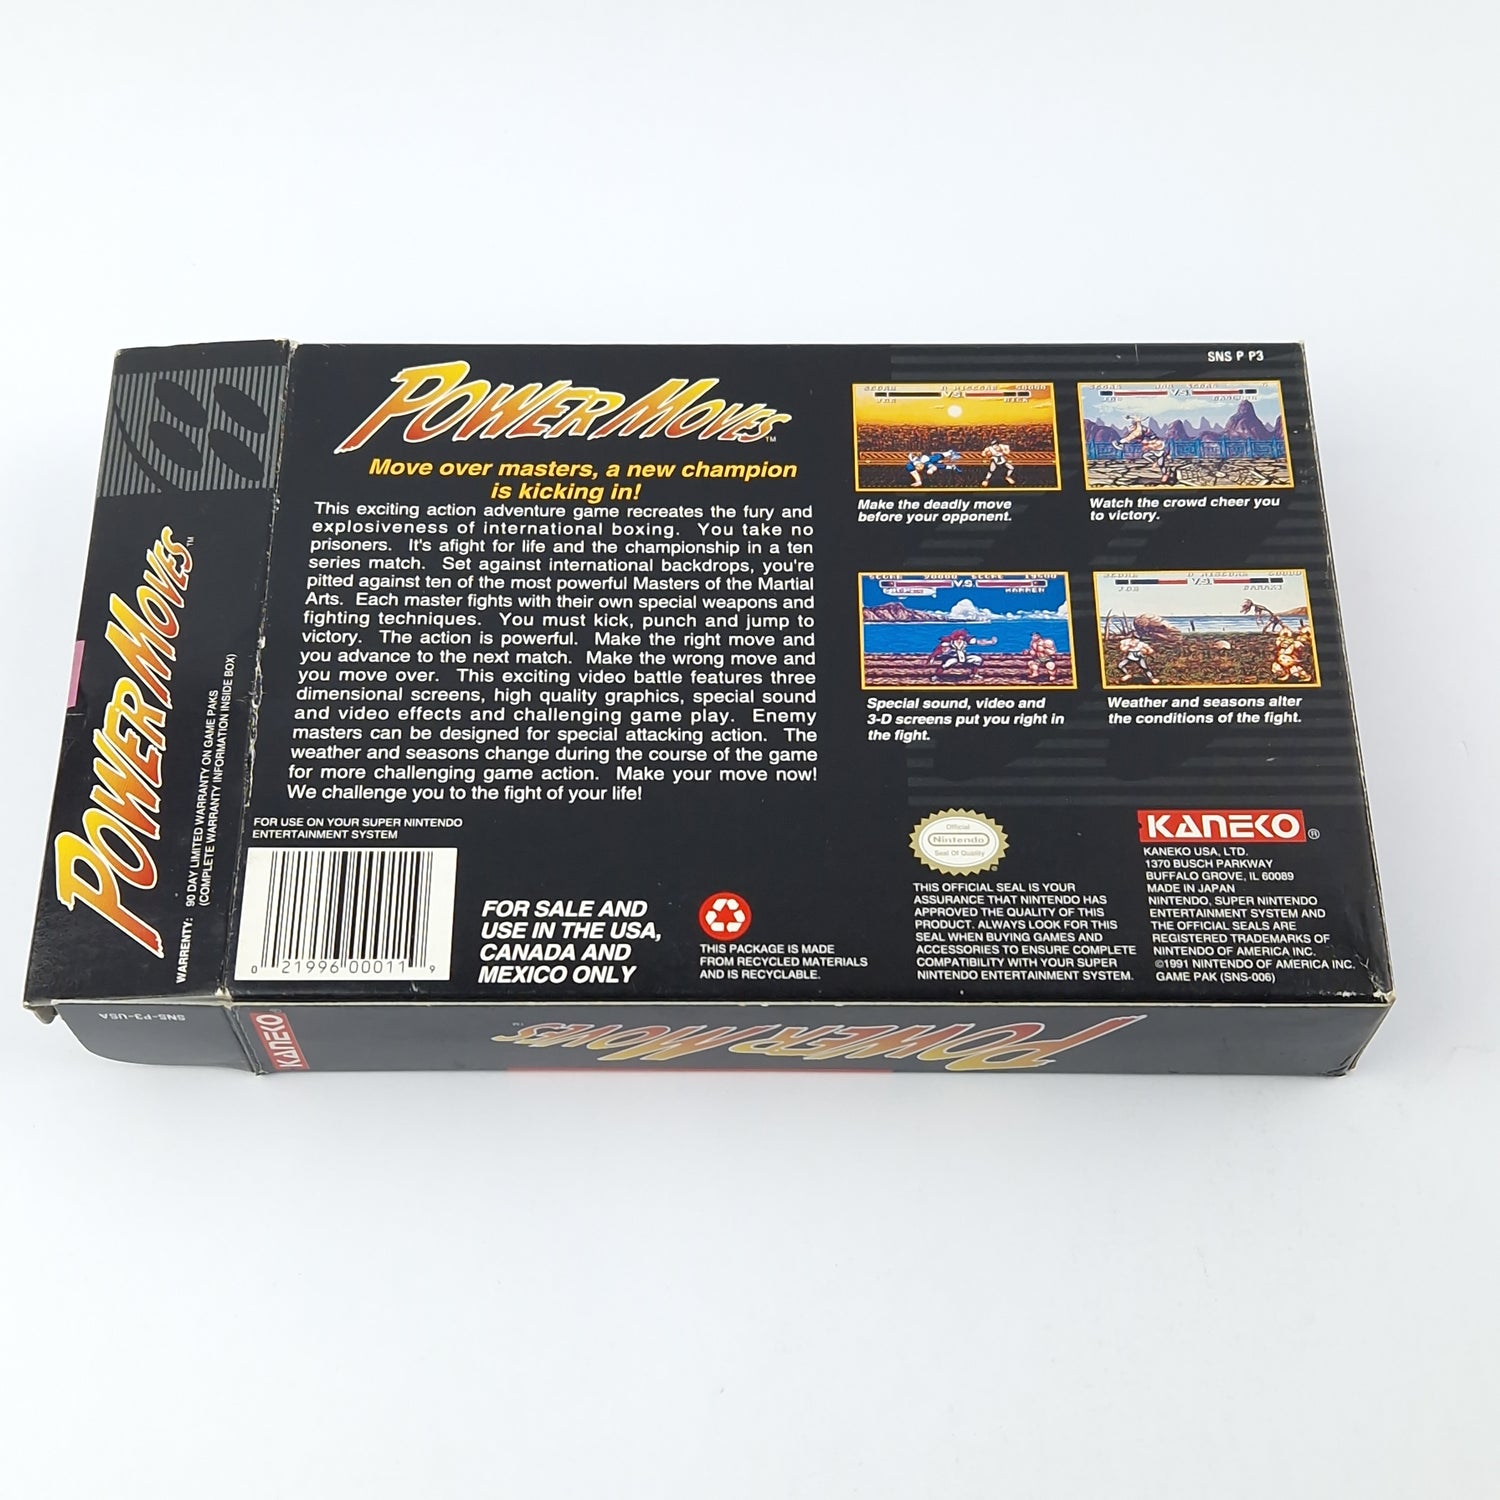 SNS P P3
POWER MOVES™
Move over masters, a new champion
is kicking in!
This exciting action adventure game recreates the fury and
explosiveness of international boxing. You take no
prisoners. It's afight for life and the championship in a ten
series match. Set against international backdrops, you're
pitted against ten of the most powerful Masters of the Martial
Arts. Each master fights with their own special weapons and
fighting techniques. You must kick, punch and jump to
victory. The action is powerful. Make the right move and
you advance to the next match. Make the wrong move and
you move over. This exciting video battle features three
dimensional screens, high quality graphics, special sound
and video effects and challenging game play. Enemy
masters can be designed for special attacking action. The
weather and seasons change during the course of the game
for more challenging game action. Make your move now!
We challenge you to the fight of your life!
Make the deadly move
before your opponent.
Watch the crowd cheer you
to victory.
Special sound, video and
3-D screens put you right in
the fight.
Weather and seasons alter
the conditions of the fight.
FOR USE ON YOUR SUPER NINTENDO
ENTERTAINMENT SYSTEM
0 21996 00011 9
FOR SALE AND
USE IN THE USA,
CANADA AND
MEXICO ONLY
THIS PACKAGE IS MADE
FROM RECYCLED MATERIALS
AND IS RECYCLABLE.
Official
Nintendo
Seal Of Quality
THIS OFFICIAL SEAL IS YOUR
ASSURANCE THAT NINTENDO HAS
APPROVED THE QUALITY OF THIS
PRODUCT. ALWAYS LOOK FOR THIS
SEAL WHEN BUYING GAMES AND
ACCESSORIES TO ENSURE COMPLETE
COMPATIBILITY WITH YOUR SUPER
NINTENDO ENTERTAINMENT SYSTEM.
KANEKO®
KANEKO USA, LTD.
1370 BUSCH PARKWAY
BUFFALO GROVE, IL 60089
MADE IN JAPAN
NINTENDO, SUPER NINTENDO
ENTERTAINMENT SYSTEM AND
THE OFFICIAL SEALS ARE
REGISTERED TRADEMARKS OF
NINTENDO OF AMERICA INC.
©1991 NINTENDO OF AMERICA INC.
GAME PAK (SNS-006)
POWER MOVES™
WARRENTY: 90 DAY LIMITED WARRANTY ON GAME PAKS
(COMPLETE WARRANTY INFORMATION INSIDE BOX)
SNS-P3-USA
KANEKO
POWER MOVES™